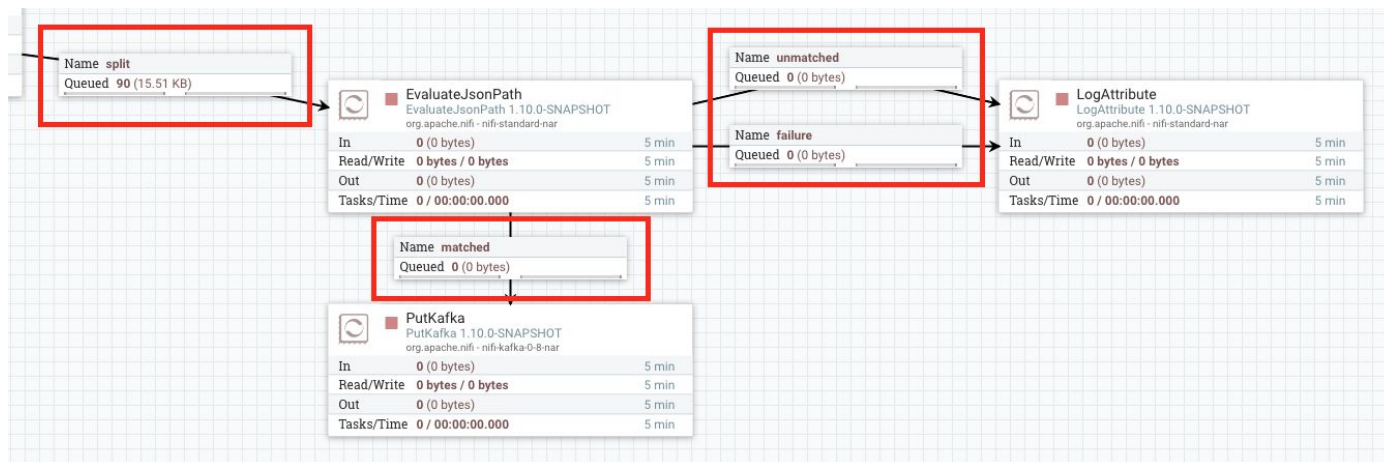 Name split
Queued 90 (15.51 KB)
EvaluateJsonPath
EvaluateJsonPath 1.10.0-SNAPSHOT
org.apache.nifi - nifi-standard-nar
In 0 (0 bytes) 5 min
Read/Write 0 bytes / 0 bytes 5 min
Out 0 (0 bytes) 5 min
Tasks/Time 0 / 00:00:00.000 5 min
Name unmatched
Queued 0 (0 bytes)
Name failure
Queued 0 (0 bytes)
LogAttribute
LogAttribute 1.10.0-SNAPSHOT
org.apache.nifi - nifi-standard-nar
In 0 (0 bytes) 5 min
Read/Write 0 bytes / 0 bytes 5 min
Out 0 (0 bytes) 5 min
Tasks/Time 0 / 00:00:00.000 5 min
Name matched
Queued 0 (0 bytes)
PutKafka
PutKafka 1.10.0-SNAPSHOT
org.apache.nifi - nifi-kafka-0-8-nar
In 0 (0 bytes) 5 min
Read/Write 0 bytes / 0 bytes 5 min
Out 0 (0 bytes) 5 min
Tasks/Time 0 / 00:00:00.000 5 min